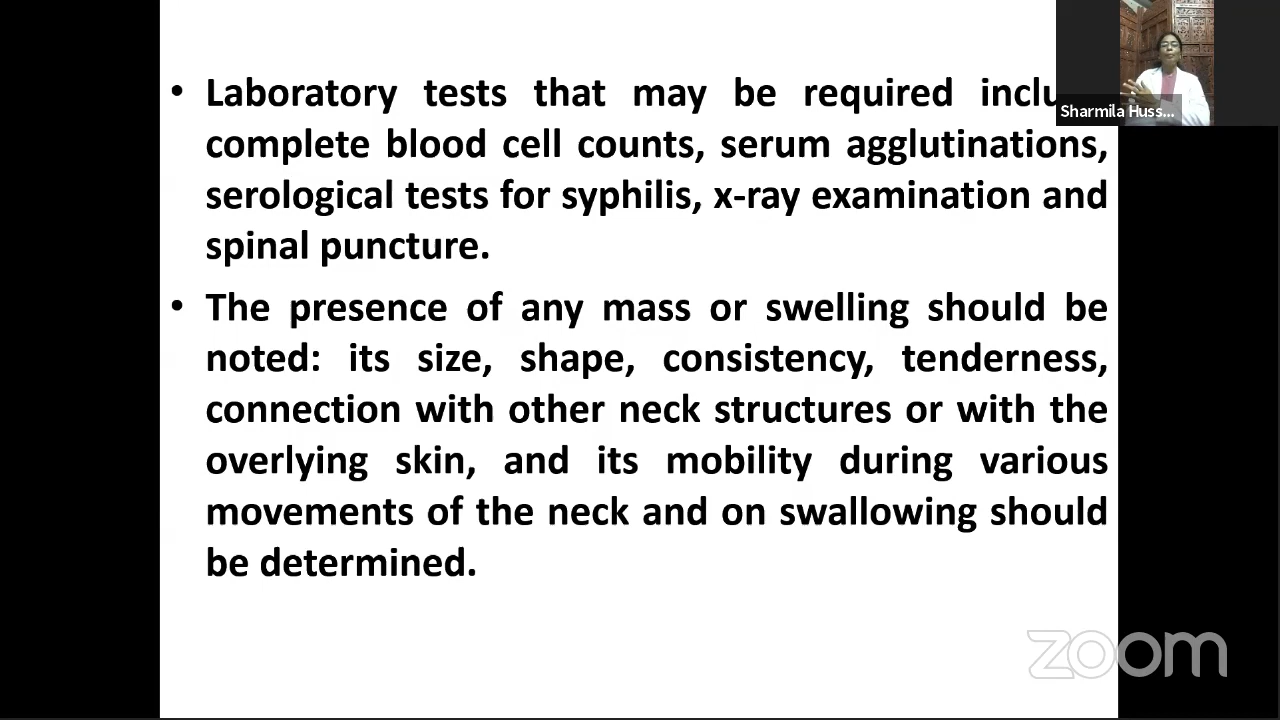 • Laboratory tests that may be required
complete blood cell counts, serum agglutinations,
serological tests for syphilis, x-ray examination and
spinal puncture.
• The presence of any mass or swelling should be
noted: its size, shape, consistency, tenderness,
connection with other neck structures or with the
overlying skin, and its mobility during various
movements of the neck and on swallowing should
be determined.
Sharmila Huss...
zoom